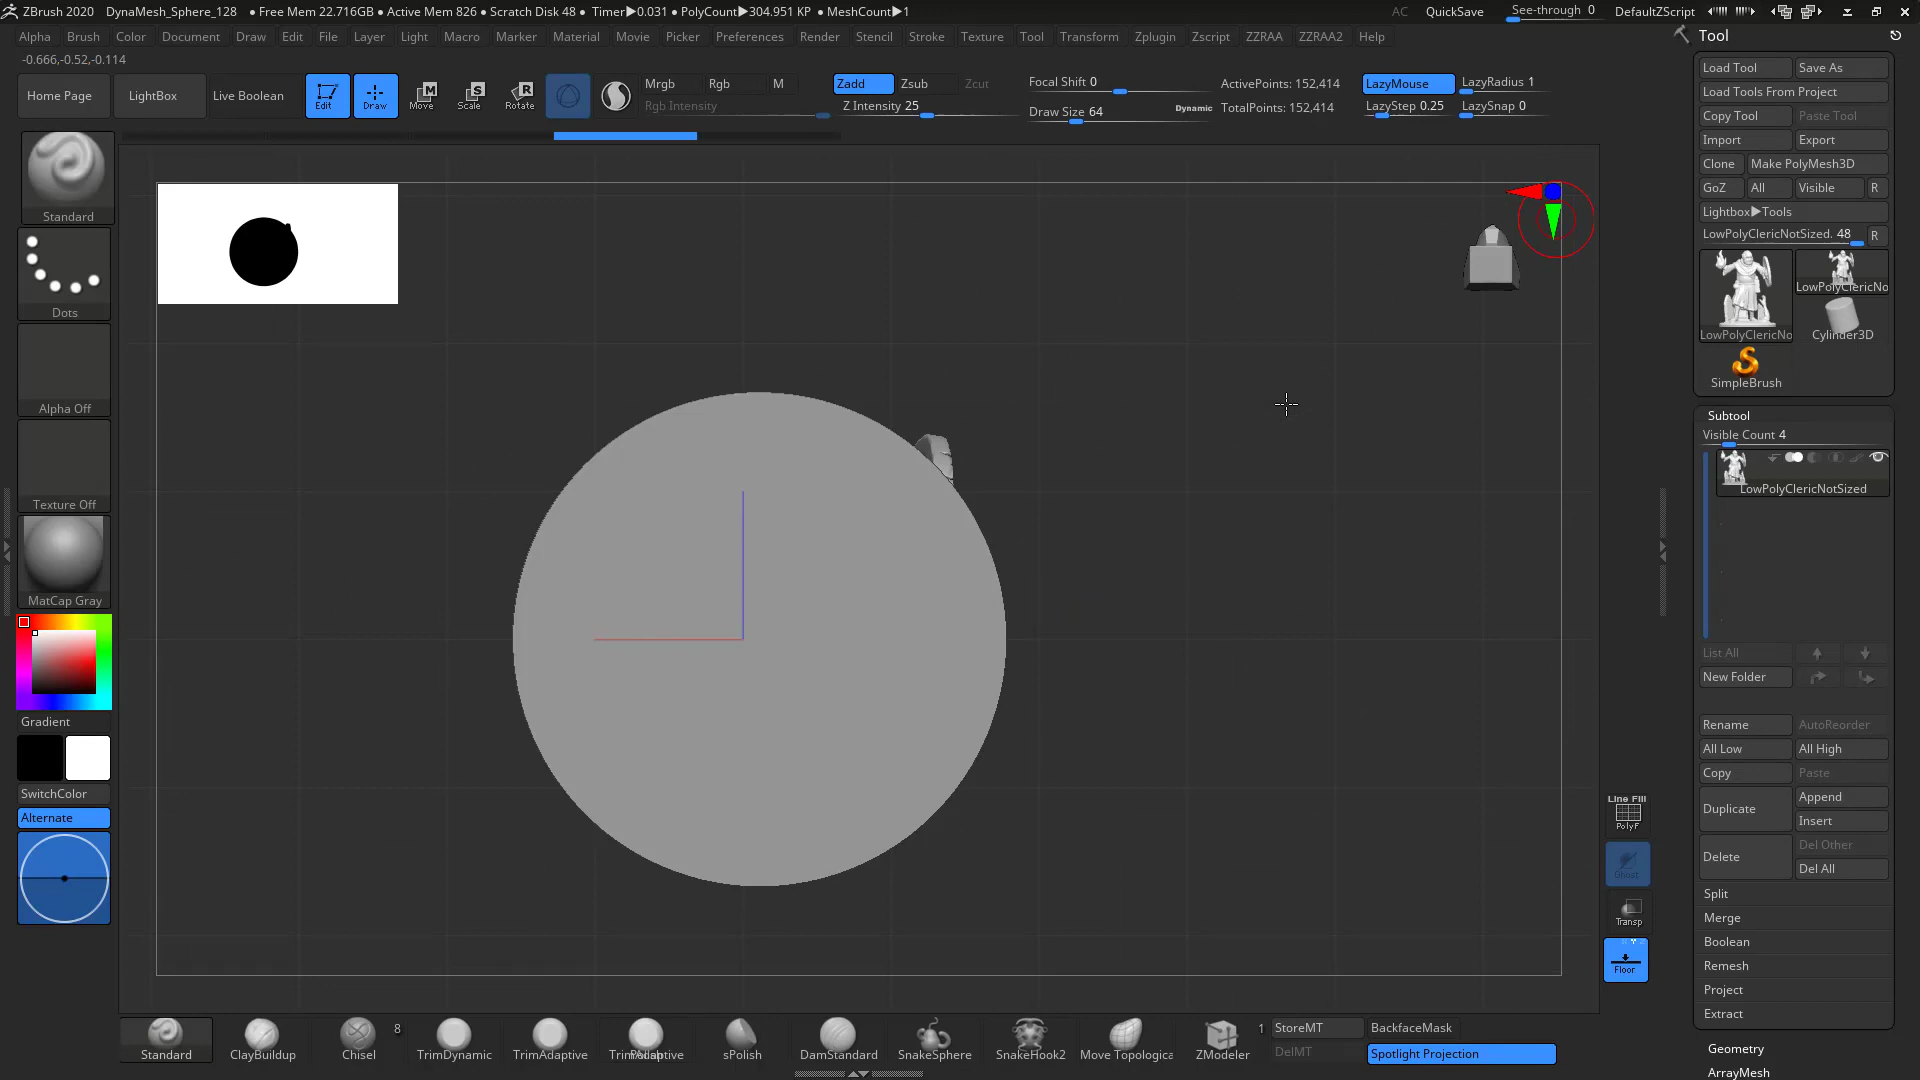 ZBrush 2020 DynaMesh_Sphere_128 • Free Mem 22.716GB • Active Mem 826 • Scratch Disk 48 • Timer▶0.031 • PolyCount▶304.951 KP • MeshCount▶1 AC QuickSave See-through 0 DefaultZScript
Alpha Brush Color Document Draw Edit File Layer Light Macro Marker Material Movie Picker Preferences Render Stencil Stroke Texture Tool Transform Zplugin Zscript ZZRAA ZZRAA2 Help
-0.666,-0.52,-0.114
Home Page LightBox Live Boolean Edit Draw Move Scale Rotate
M S R
Mrgb Rgb M Zadd Zsub Zcut Focal Shift 0 ActivePoints: 152,414 LazyMouse LazyRadius 1
Rgb Intensity Z Intensity 25 Draw Size 64 Dynamic TotalPoints: 152,414 LazyStep 0.25 LazySnap 0
Standard
Dots
Alpha Off
Texture Off
MatCap Gray
Gradient
SwitchColor
Alternate
Line Fill
PolyF
Ghost
Transp
Floor
Tool
Load Tool Save As
Load Tools From Project
Copy Tool Paste Tool
Import Export
Clone Make PolyMesh3D
GoZ All Visible R
Lightbox▶Tools
LowPolyClericNotSized. 48 R
LowPolyClericNo
LowPolyClericNo Cylinder3D
SimpleBrush
Subtool
Visible Count 4
LowPolyClericNotSized
List All
New Folder
Rename AutoReorder
All Low All High
Copy Paste
Duplicate Append
Insert
Delete Del Other
Del All
Split
Merge
Boolean
Remesh
Project
Extract
Geometry
ArrayMesh
Standard ClayBuildup Chisel 8 TrimDynamic TrimAdaptive sPolish DamStandard SnakeSphere SnakeHook2 Move Topologica ZModeler 1
StoreMT BackfaceMask
DelMT Spotlight Projection